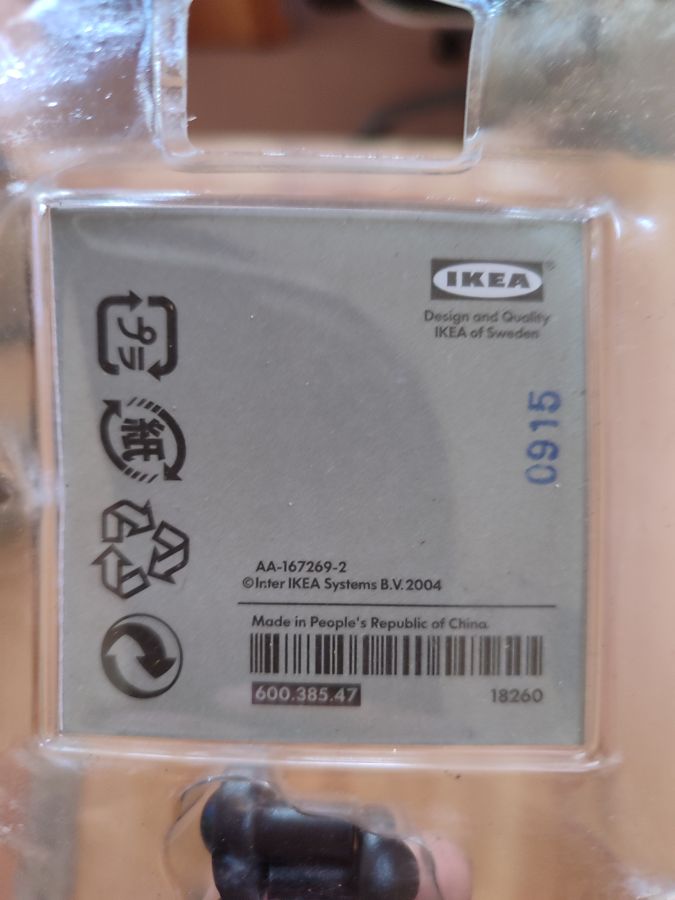 IKEA®
Design and Quality
IKEA of Sweden
0915
プラ
紙
AA-167269-2
©Inter IKEA Systems B.V. 2004
Made in People's Republic of China.
600.385.47
18260